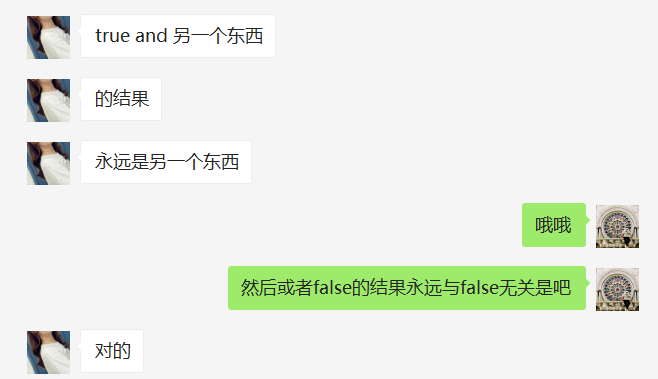 true and 另一个东西
的结果
永远是另一个东西
哦哦
然后或者false的结果永远与false无关是吧
对的